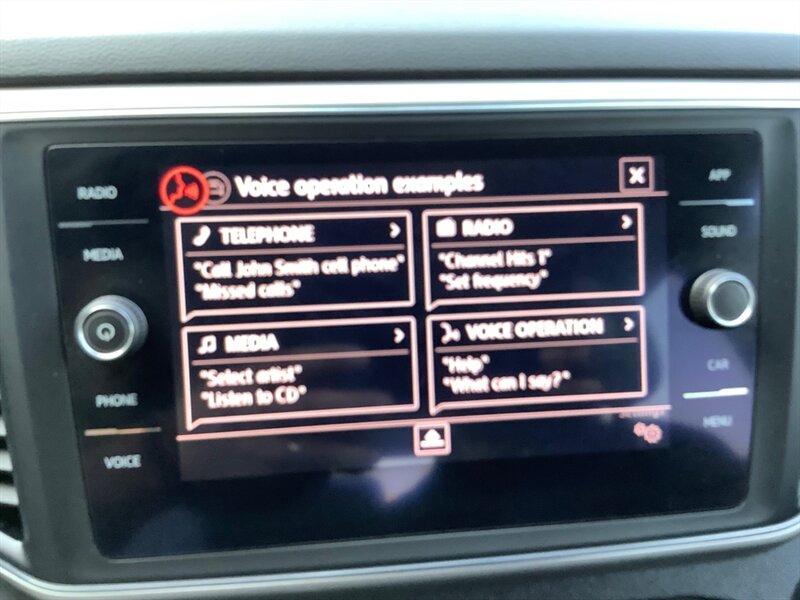 RADIO
MEDIA
PHONE
VOICE
Voice operation examples
X
TELEPHONE
"Call John Smith cell phone"
"Missed calls"
RADIO
"Channel Hits 1"
"Set frequency"
MEDIA
"Select artist"
"Listen to CD"
VOICE OPERATION
"Help"
"What can I say?"
Settings
APP
SOUND
CAR
MENU